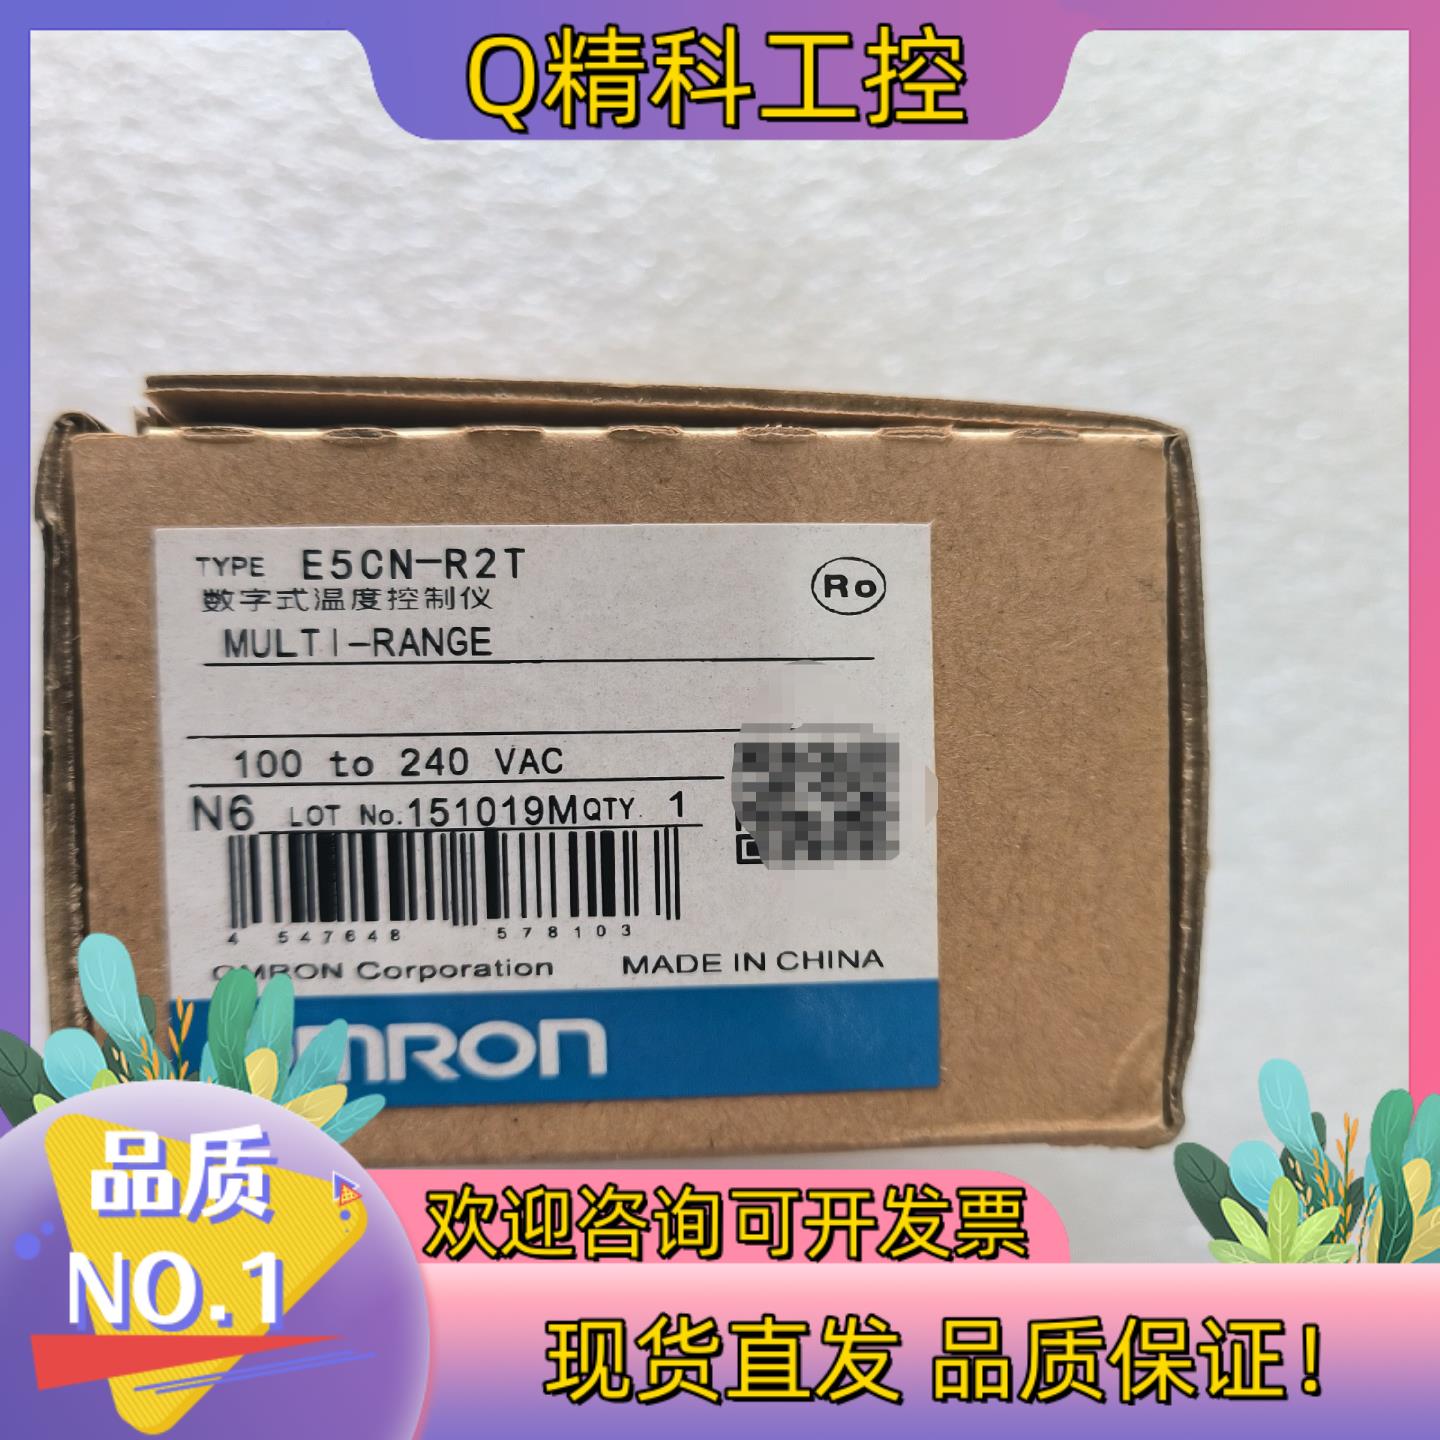 Q精科工控
TYPE E5CN-R2T
数字式温度控制仪
Ro
MULTI-RANGE
100 to 240 VAC
N6 LOT No.151019M QTY. 1
4 547648 578103
OMRON Corporation MADE IN CHINA
OMRON
品质
NO.1
欢迎咨询可开发票
现货直发 品质保证！